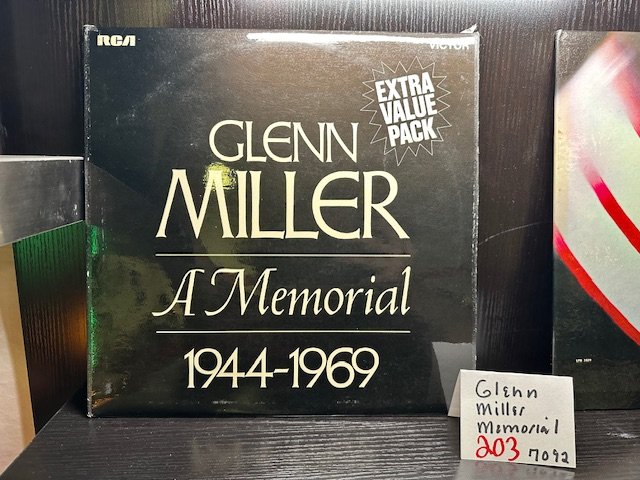 RCA
VICTOR
EXTRA
VALUE
PACK
GLENN
MILLER
A Memorial
1944-1969
Glenn
miller
memorial
203 7092